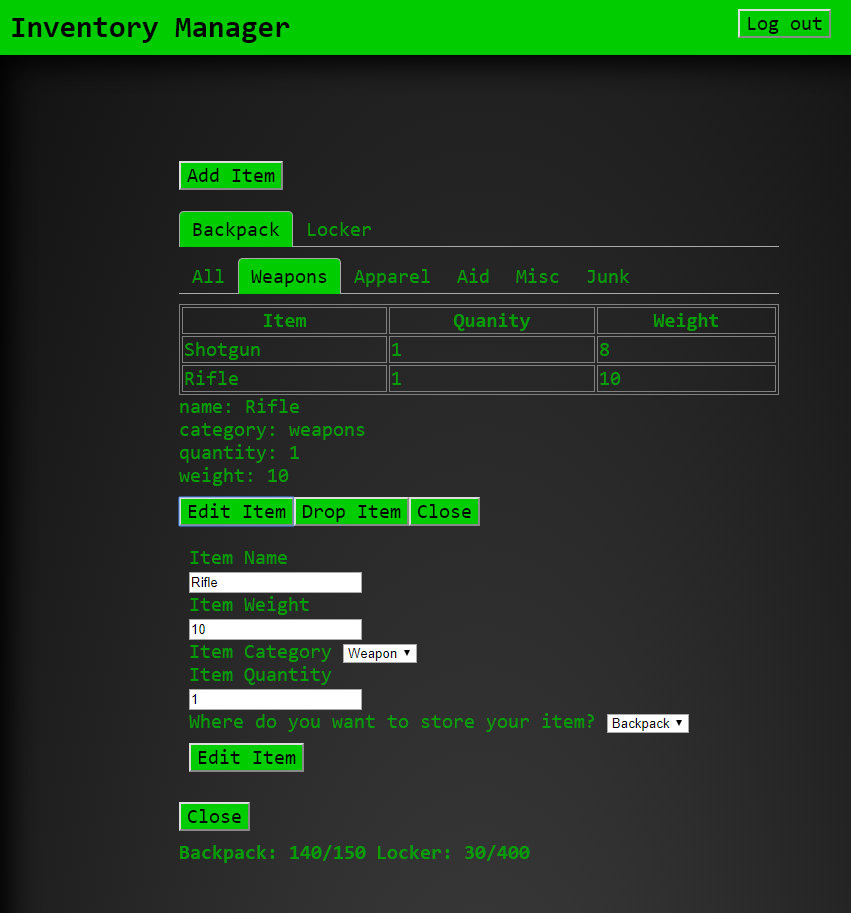 Inventory Manager Log out
Add Item
Backpack Locker
All Weapons Apparel Aid Misc Junk
Item Quanity Weight
Shotgun 1 8
Rifle 1 10
name: Rifle
category: weapons
quantity: 1
weight: 10
Edit Item Drop Item Close
Item Name
Rifle
Item Weight
10
Item Category Weapon
Item Quantity
1
Where do you want to store your item? Backpack
Edit Item
Close
Backpack: 140/150 Locker: 30/400